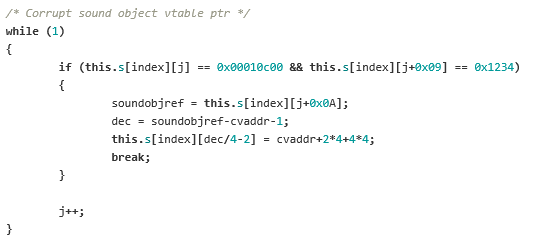 /* Corrupt sound object vtable ptr */
while (1)
{
if (this.s[index][j] == 0x00010c00 && this.s[index][j+0x09] == 0x1234)
{
soundobjref = this.s[index][j+0x0A];
dec = soundobjref-cvaddr-1;
this.s[index][dec/4-2] = cvaddr+2*4+4*4;
break;
}
j++;
}